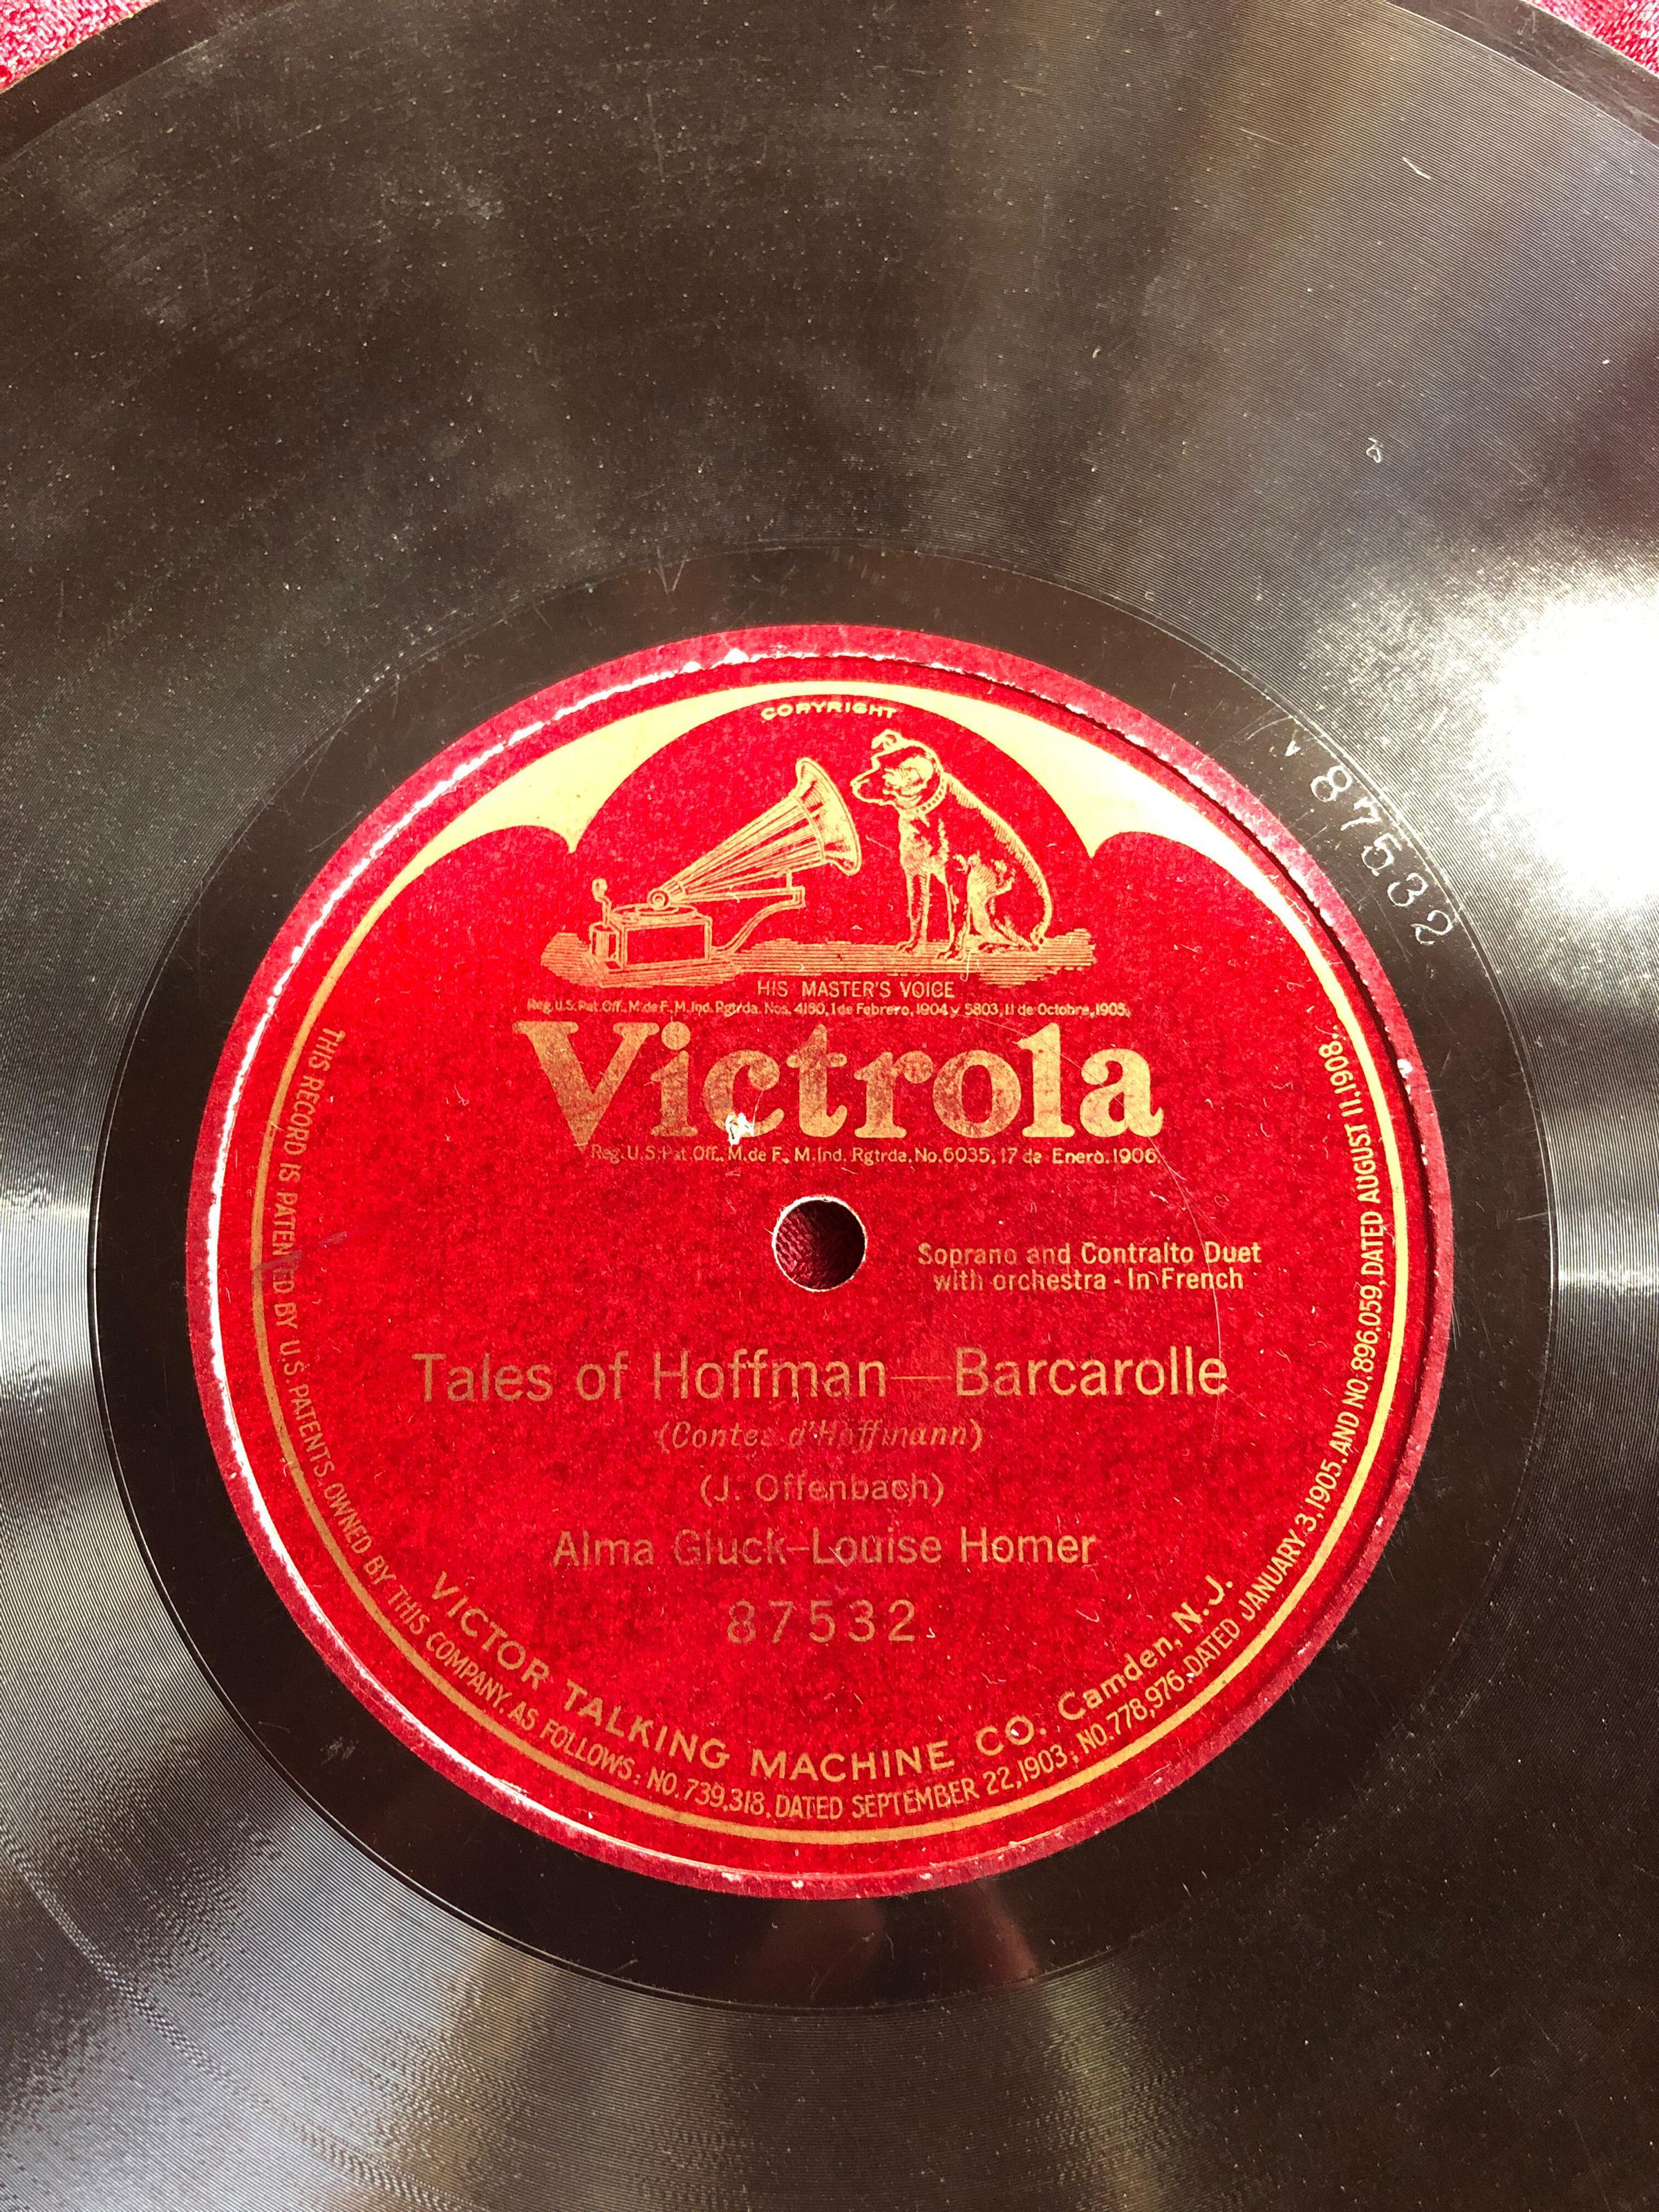 COPYRIGHT
HIS MASTER'S VOICE
Reg. U.S. Pat. Off., M. de F., M. Ind. Rgtrda. Nos. 4180, 1 de Febrero, 1904 y 5803, 11 de Octobre, 1905.
Victrola
Reg. U.S. Pat. Off., M. de F., M. Ind. Rgtrda. No. 6035, 17 de Enero. 1906.
Soprano and Contralto Duet
with orchestra - In French
Tales of Hoffman—Barcarolle
(Contes d'Hoffmann)
(J. Offenbach)
Alma Gluck–Louise Homer
87532
VICTOR TALKING MACHINE CO. Camden, N.J.
THIS RECORD IS PATENTED BY U.S. PATENTS, OWNED BY THIS COMPANY, AS FOLLOWS: NO. 739,318, DATED SEPTEMBER 22, 1903; NO. 778,976, DATED JANUARY 3, 1905, AND NO. 896,059, DATED AUGUST 11, 1908.
87532